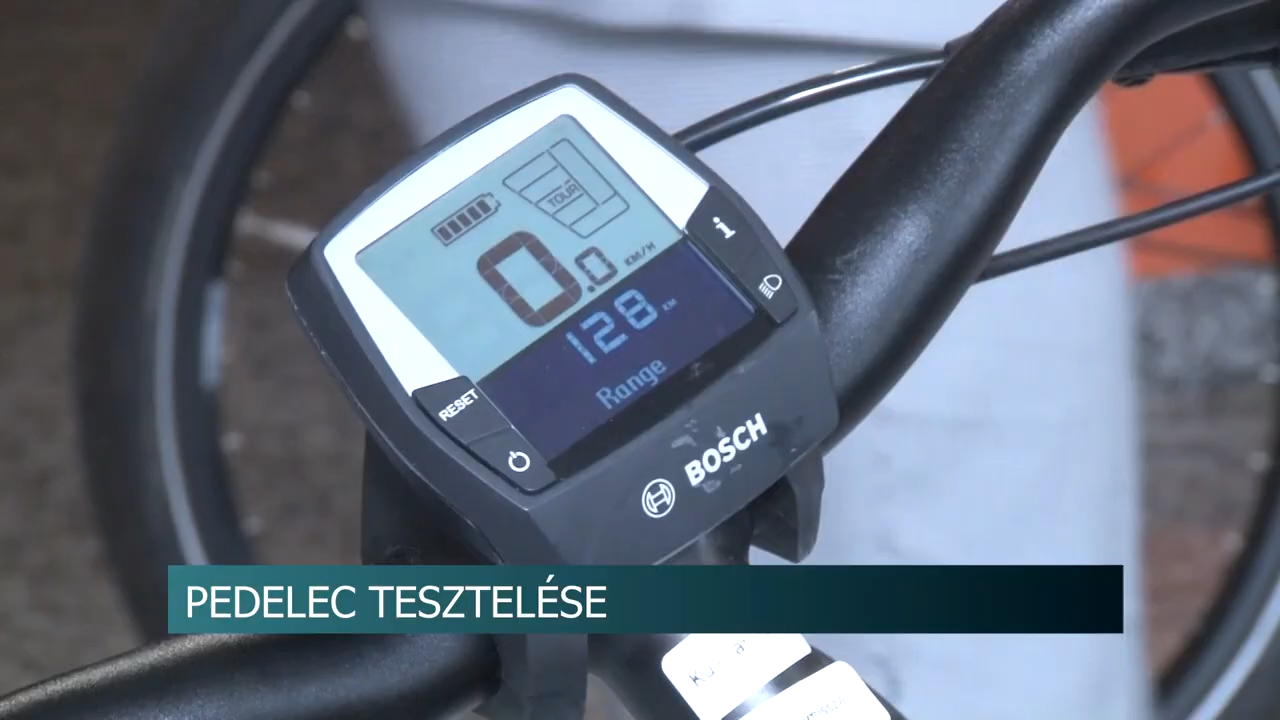 TOUR
0.0 KM/H
i
128 KM
Range
RESET
BOSCH
PEDELEC TESZTELÉSE